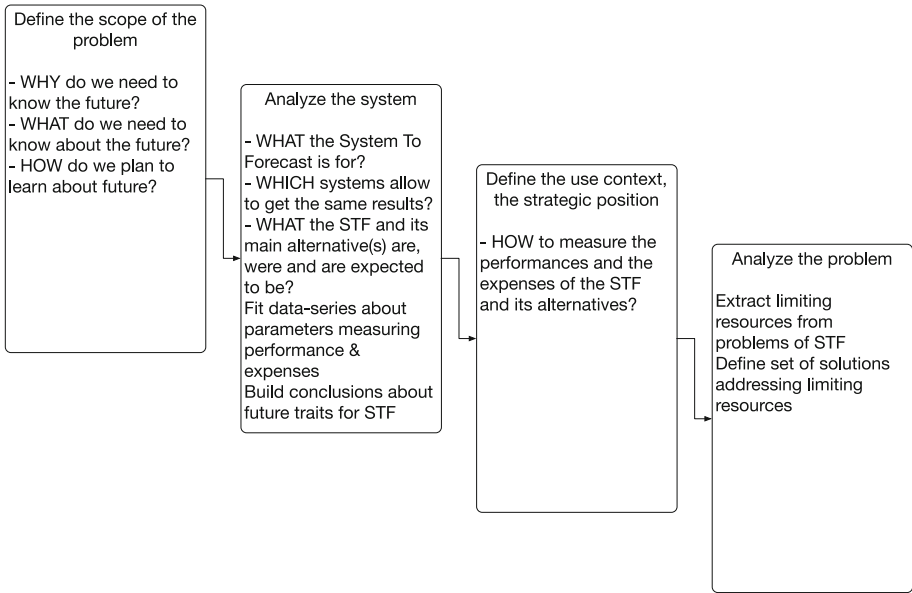 Define the scope of the
problem
- WHY do we need to
know the future?
- WHAT do we need to
know about the future?
- HOW do we plan to
learn about future?
Analyze the system
- WHAT the System To
Forecast is for?
- WHICH systems allow
to get the same results?
- WHAT the STF and its
main alternative(s) are,
were and are expected
to be?
Fit data-series about
parameters measuring
performance &
expenses
Build conclusions about
future traits for STF
Define the use context,
the strategic position
- HOW to measure the
performances and the
expenses of the STF
and its alternatives?
Analyze the problem
Extract limiting
resources from
problems of STF
Define set of solutions
addressing limiting
resources